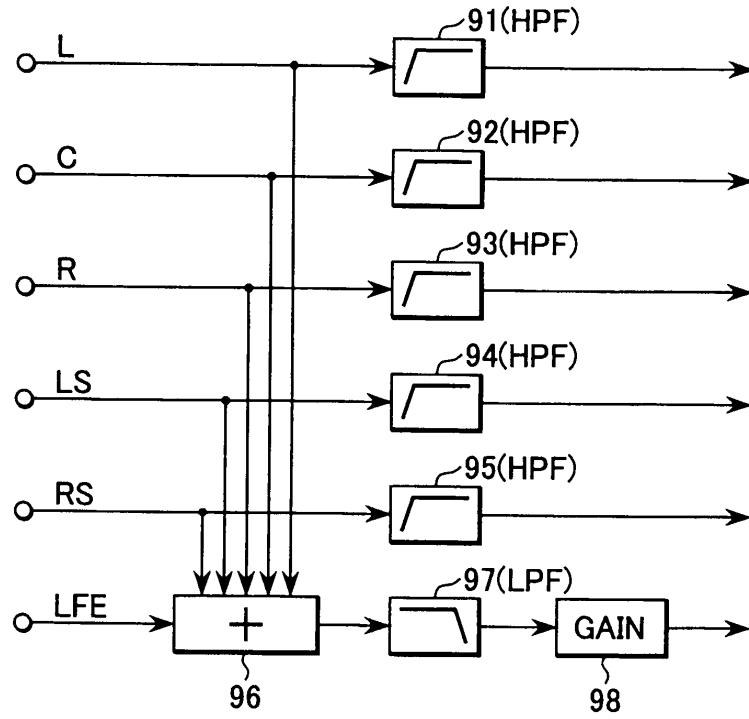 L
91(HPF)
C
92(HPF)
R
93(HPF)
LS
94(HPF)
RS
95(HPF)
LFE
+
97(LPF)
GAIN
96
98